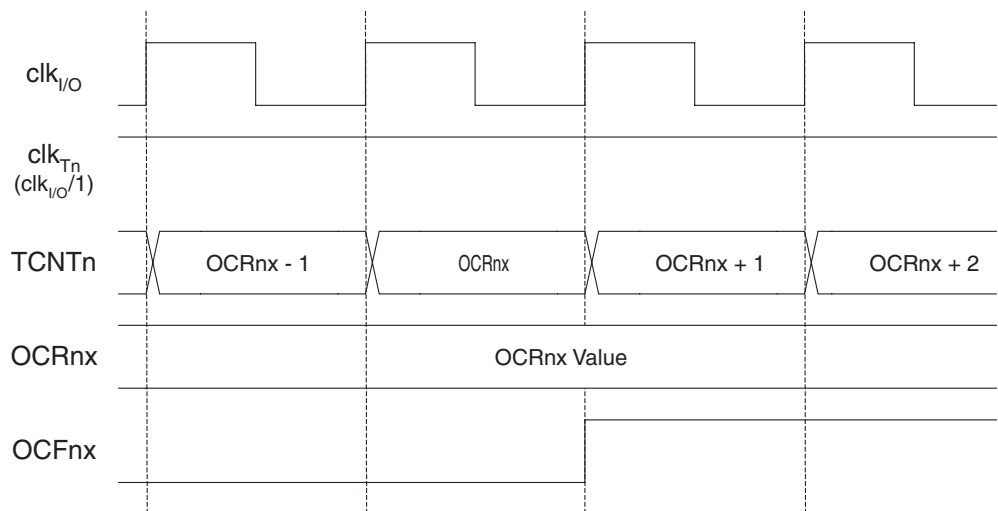 clkI/O
clkTn
(clkI/O/1)
TCNTn
OCRnx - 1
OCRnx
OCRnx + 1
OCRnx + 2
OCRnx
OCRnx Value
OCFnx